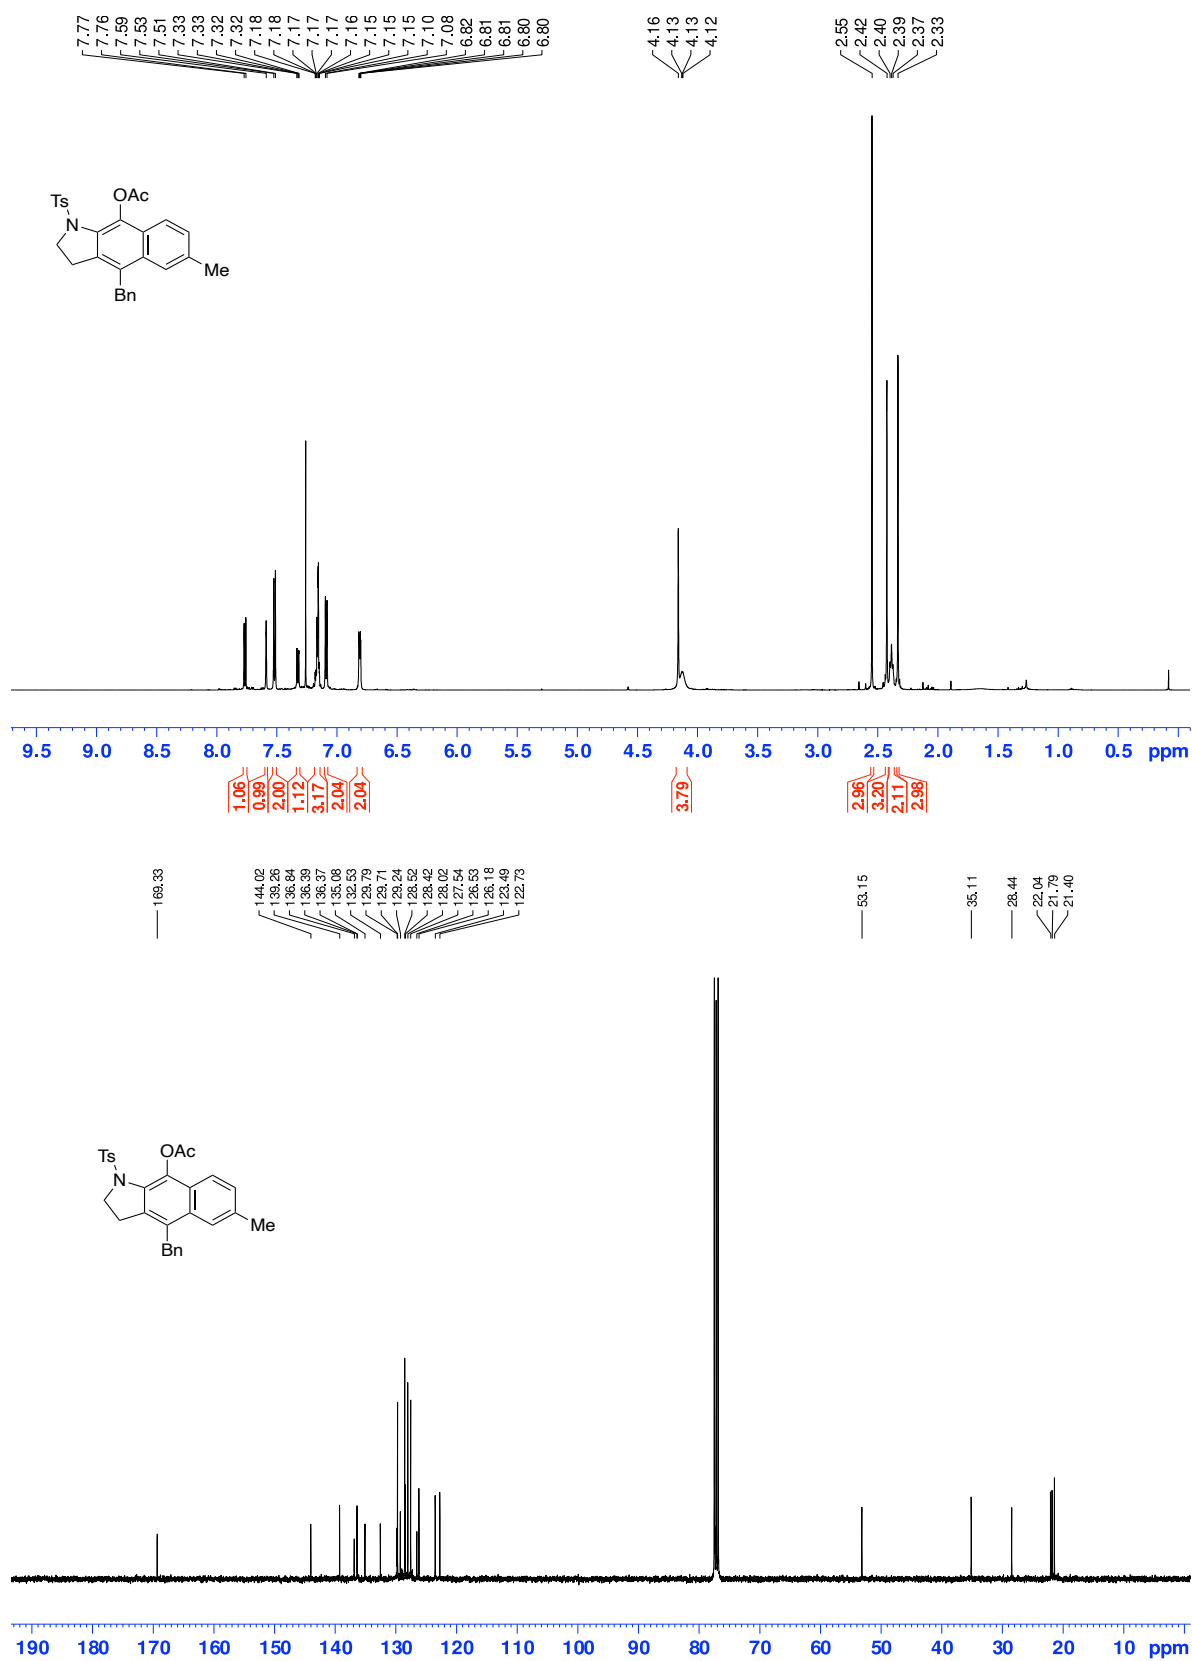 7.77 7.76 7.59 7.53 7.51 7.33 7.33 7.32 7.32 7.18 7.18 7.17 7.17 7.17 7.16 7.15 7.15 7.15 7.10 7.08 6.82 6.81 6.81 6.80 6.80 4.16 4.13 4.13 4.12 2.55 2.42 2.40 2.39 2.37 2.33
Ts OAc
N
Me
Bn
9.5 9.0 8.5 8.0 7.5 7.0 6.5 6.0 5.5 5.0 4.5 4.0 3.5 3.0 2.5 2.0 1.5 1.0 0.5 ppm
1.06 0.99 2.00 1.12 3.17 2.04 2.04 3.79 2.96 3.20 2.11 2.98
169.33 144.02 139.26 136.84 136.39 136.37 135.08 132.53 129.79 129.71 129.24 128.52 128.42 128.02 127.54 126.53 126.18 123.49 122.73 53.15 35.11 28.44 22.04 21.79 21.40
Ts OAc
N
Me
Bn
190 180 170 160 150 140 130 120 110 100 90 80 70 60 50 40 30 20 10 ppm